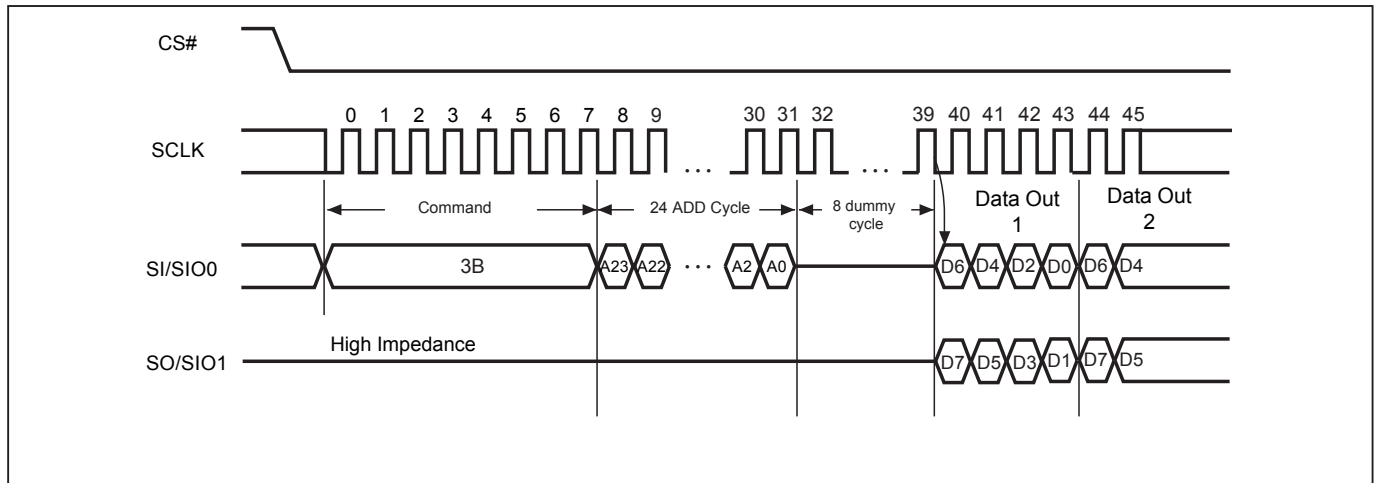 CS#
0 1 2 3 4 5 6 7 8 9 30 31 32 39 40 41 42 43 44 45
SCLK
... ...
Command 24 ADD Cycle 8 dummy cycle Data Out 1 Data Out 2
SI/SIO0 3B A23 A22 ... A2 A0 D6 D4 D2 D0 D6 D4
High Impedance
SO/SIO1 D7 D5 D3 D1 D7 D5